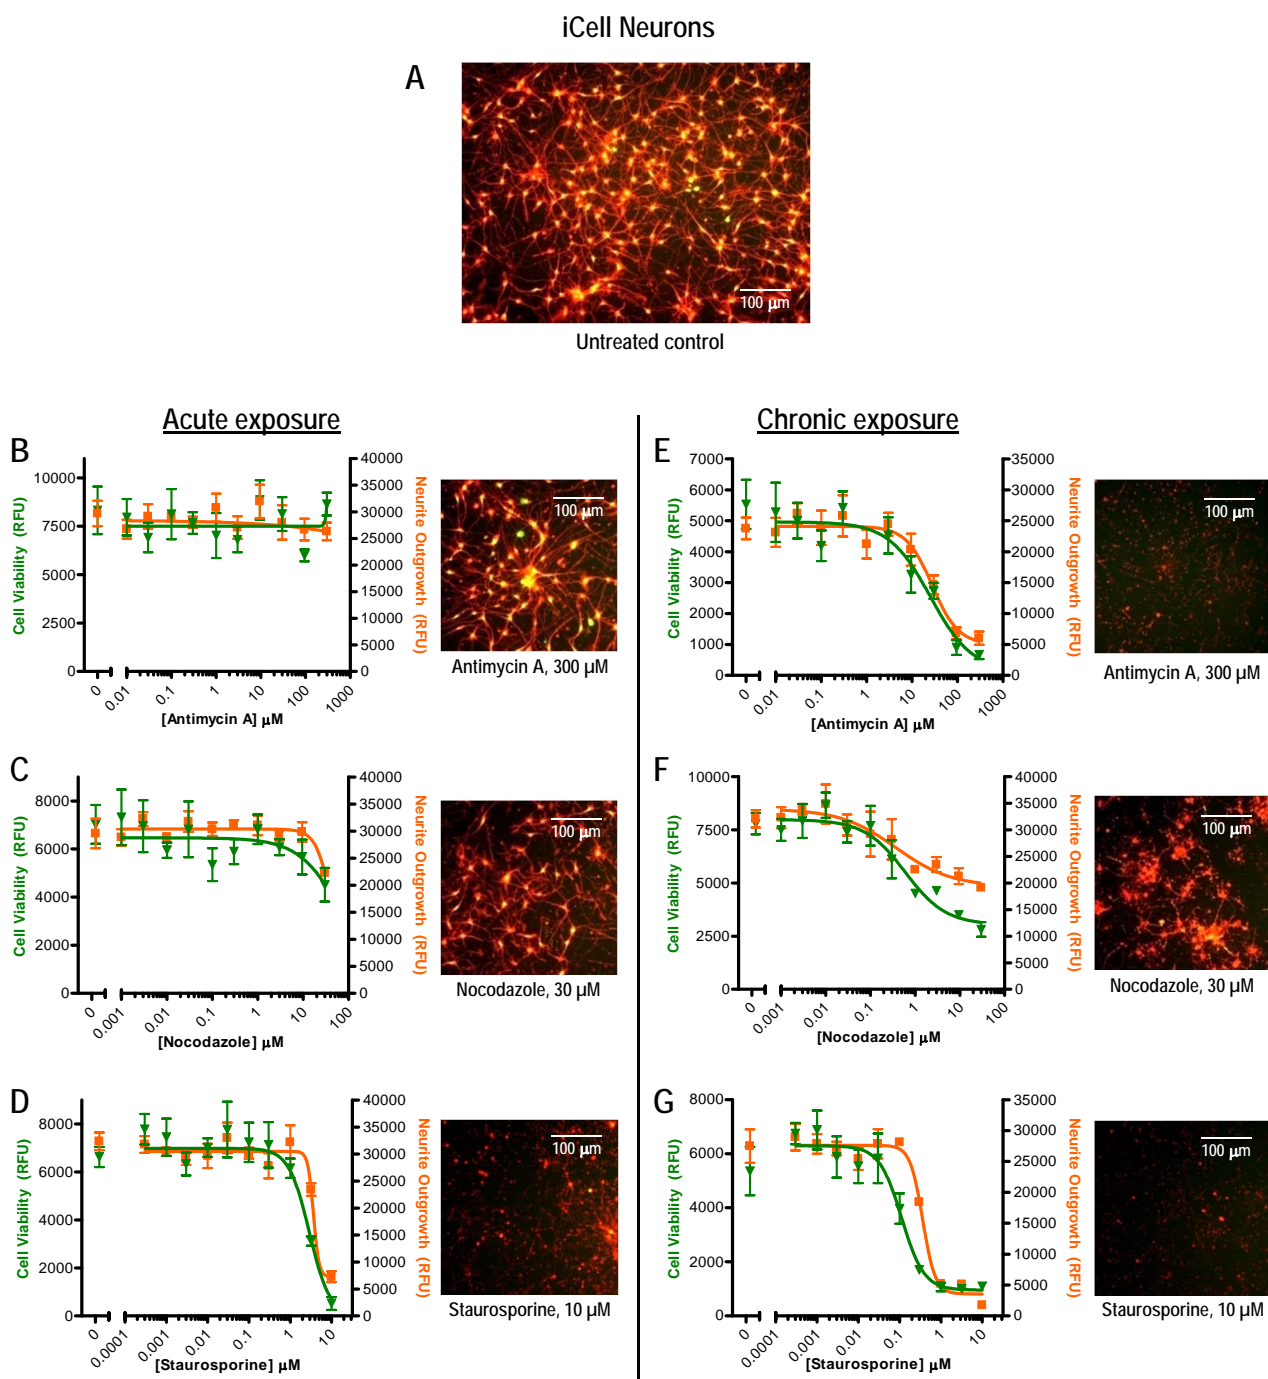 iCell Neurons
A
100 µm
Untreated control
Acute exposure
Chronic exposure
B
Cell Viability (RFU)
10000
7500
5000
2500
0
40000
35000
30000
25000
20000
15000
10000
5000
0
Neurite Outgrowth (RFU)
0 0.01 0.1 1 10 100 1000
[Antimycin A] µM
100 µm
Antimycin A, 300 µM
E
Cell Viability (RFU)
7000
6000
5000
4000
3000
2000
1000
0
35000
30000
25000
20000
15000
10000
5000
0
Neurite Outgrowth (RFU)
0 0.01 0.1 1 10 100 1000
[Antimycin A] µM
100 µm
Antimycin A, 300 µM
C
Cell Viability (RFU)
8000
6000
4000
2000
0
40000
35000
30000
25000
20000
15000
10000
5000
0
Neurite Outgrowth (RFU)
0 0.001 0.01 0.1 1 10 100
[Nocodazole] µM
100 µm
Nocodazole, 30 µM
F
Cell Viability (RFU)
10000
7500
5000
2500
0
40000
35000
30000
25000
20000
15000
10000
5000
0
Neurite Outgrowth (RFU)
0 0.001 0.01 0.1 1 10 100
[Nocodazole] µM
100 µm
Nocodazole, 30 µM
D
Cell Viability (RFU)
8000
6000
4000
2000
0
40000
35000
30000
25000
20000
15000
10000
5000
0
Neurite Outgrowth (RFU)
0 0.0001 0.001 0.01 0.1 1 10
[Staurosporine] µM
100 µm
Staurosporine, 10 µM
G
Cell Viability (RFU)
8000
6000
4000
2000
0
35000
30000
25000
20000
15000
10000
5000
0
Neurite Outgrowth (RFU)
0 0.0001 0.001 0.01 0.1 1 10
[Staurosporine] µM
100 µm
Staurosporine, 10 µM